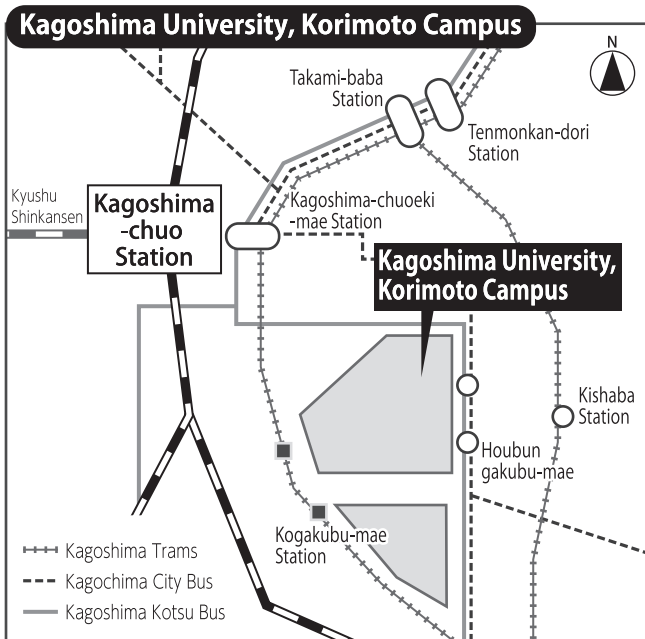 Kagoshima University, Korimoto Campus
N
Takami-baba
Station
Tenmonkan-dori
Station
Kyushu
Shinkansen
Kagoshima
-chuo
Station
Kagoshima-chuoeki
-mae Station
Kagoshima University,
Korimoto Campus
Kishaba
Station
Houbun
gakubu-mae
Kogakubu-mae
Station
Kagoshima Trams
Kagochima City Bus
Kagoshima Kotsu Bus